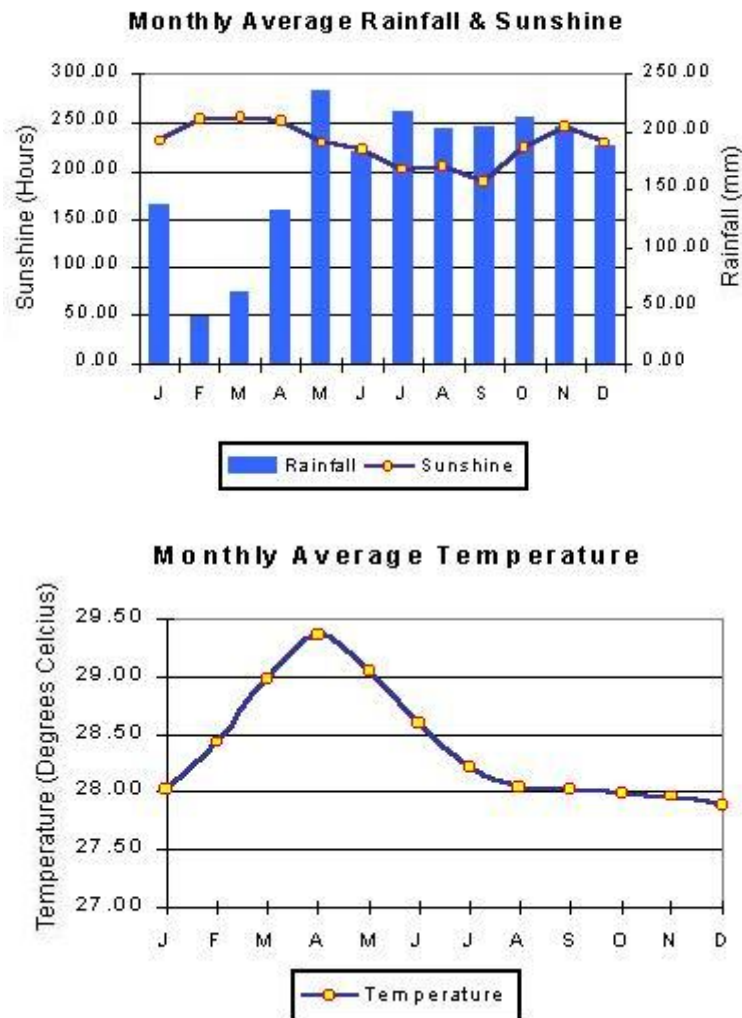 Monthly Average Rainfall & Sunshine
Sunshine (Hours)
300.00
250.00
200.00
150.00
100.00
50.00
0.00
250.00
200.00
150.00
100.00
50.00
0.00
Rainfall (mm)
J F M A M J J A S O N D
Rainfall Sunshine
Monthly Average Temperature
Temperature (Degrees Celcius)
29.50
29.00
28.50
28.00
27.50
27.00
J F M A M J J A S O N D
Temperature